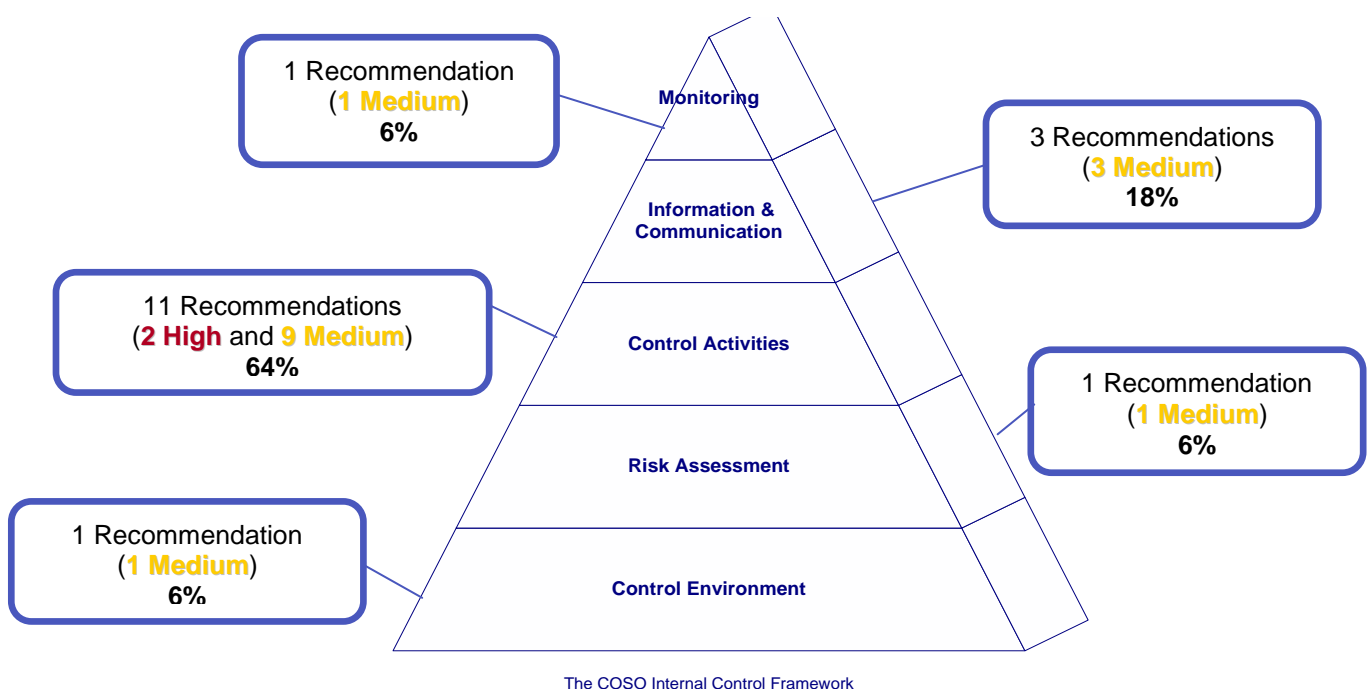 1 Recommendation
(1 Medium)
6%
Monitoring
3 Recommendations
(3 Medium)
18%
Information &
Communication
11 Recommendations
(2 High and 9 Medium)
64%
Control Activities
1 Recommendation
(1 Medium)
6%
Risk Assessment
1 Recommendation
(1 Medium)
6%
Control Environment
The COSO Internal Control Framework